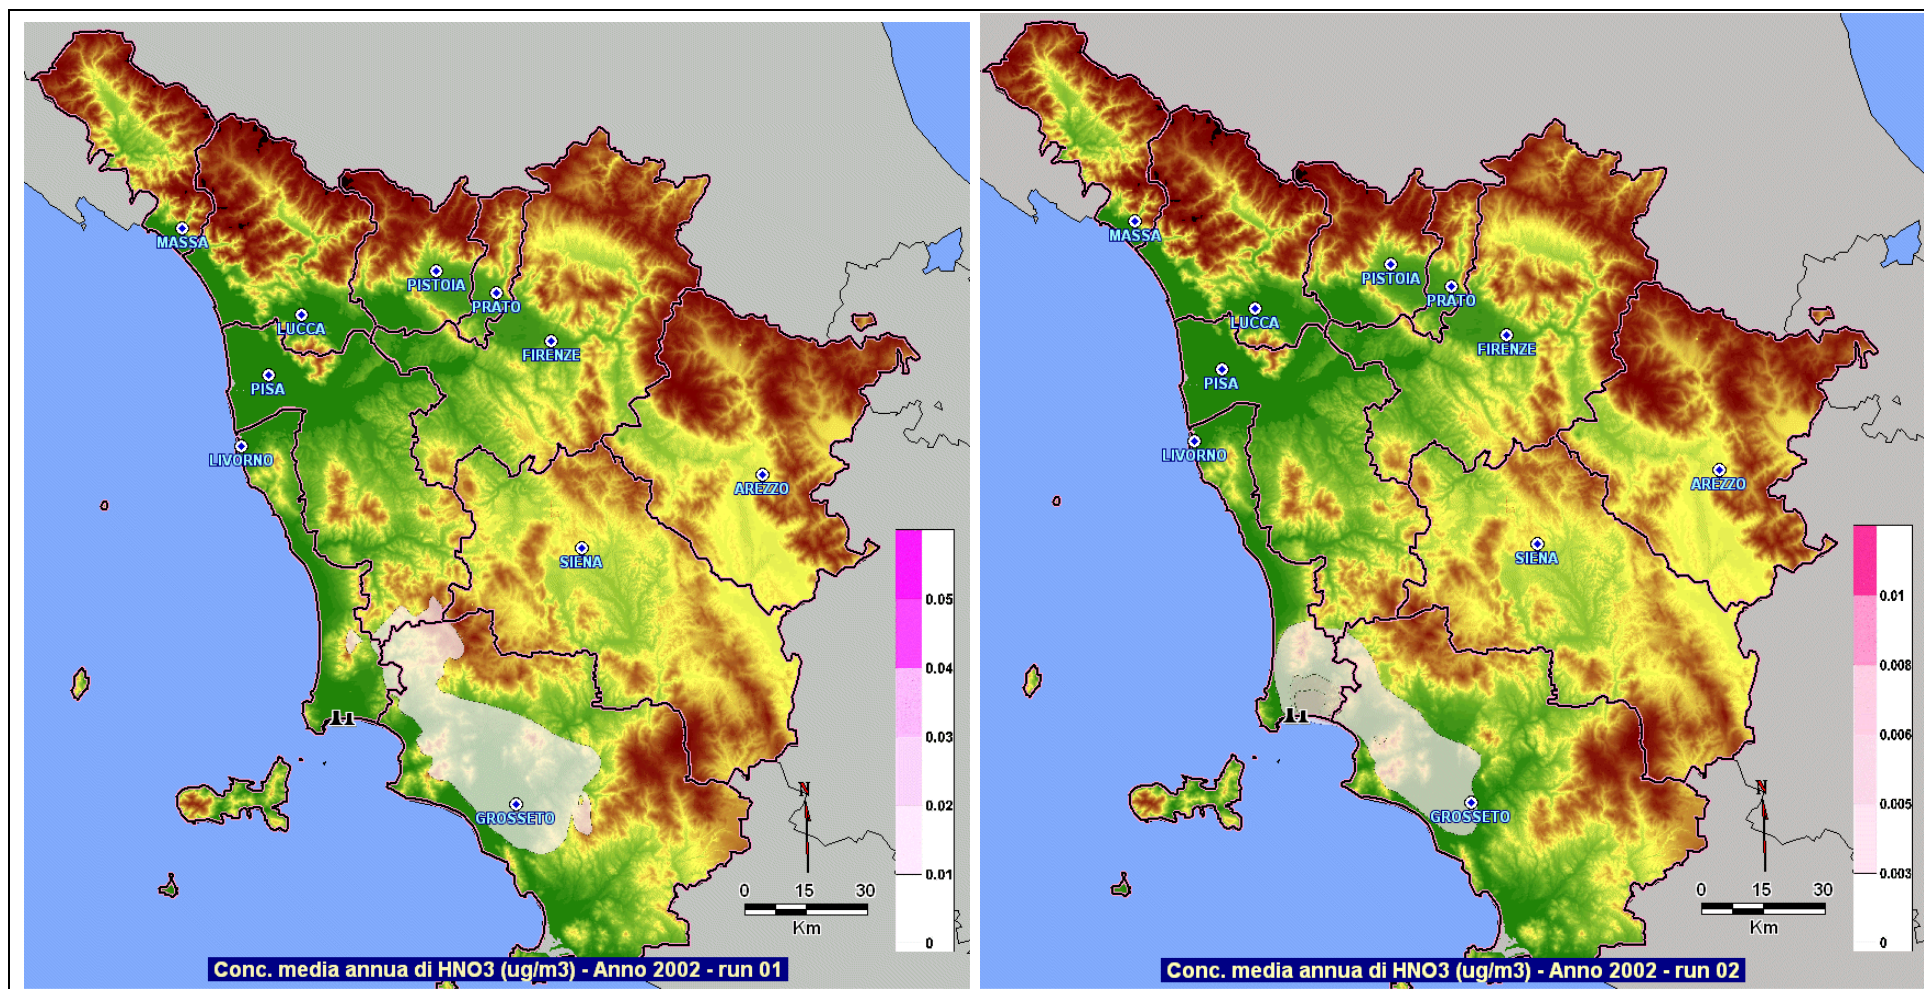 MASSA
PISTOIA
PRATO
LUCCA
FIRENZE
PISA
LIVORNO
AREZZO
SIENA
GROSSETO
0.05
0.04
0.03
0.02
0.01
0
N
0 15 30
Km
Conc. media annua di HNO3 (ug/m3) - Anno 2002 - run 01
MASSA
PISTOIA
PRATO
LUCCA
FIRENZE
PISA
LIVORNO
AREZZO
SIENA
GROSSETO
0.01
0.008
0.006
0.005
0.003
0
N
0 15 30
Km
Conc. media annua di HNO3 (ug/m3) - Anno 2002 - run 02